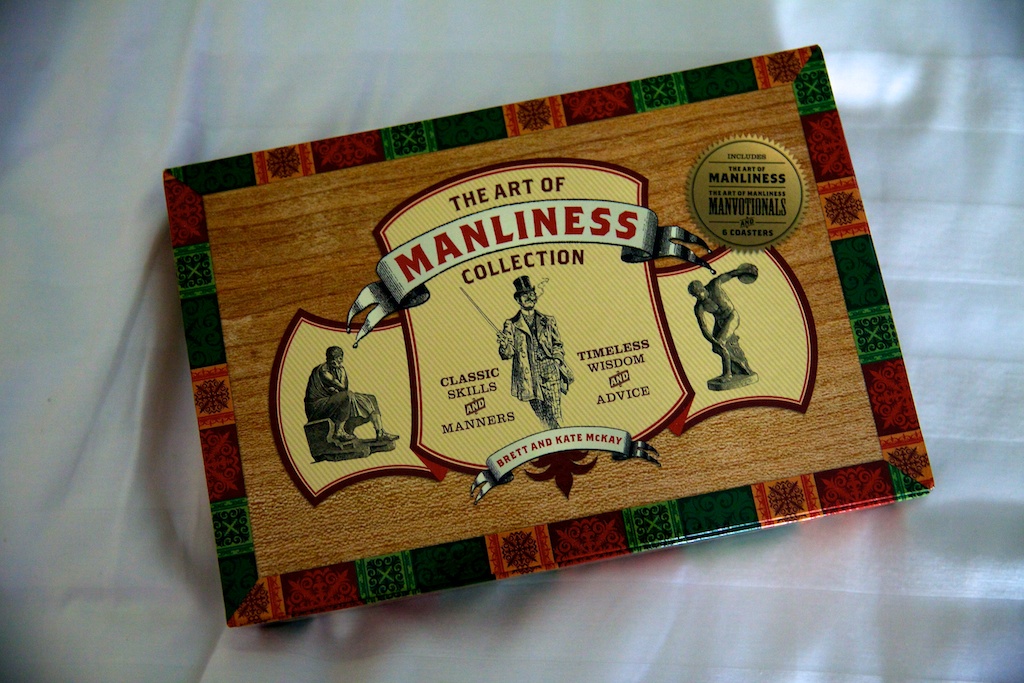 THE ART OF
MANLINESS
COLLECTION
CLASSIC
SKILLS
AND
MANNERS
TIMELESS
WISDOM
AND
ADVICE
BRETT AND KATE McKAY
INCLUDES
THE ART OF
MANLINESS
THE ART OF MANLINESS
MANVOTIONALS
AND
6 COASTERS